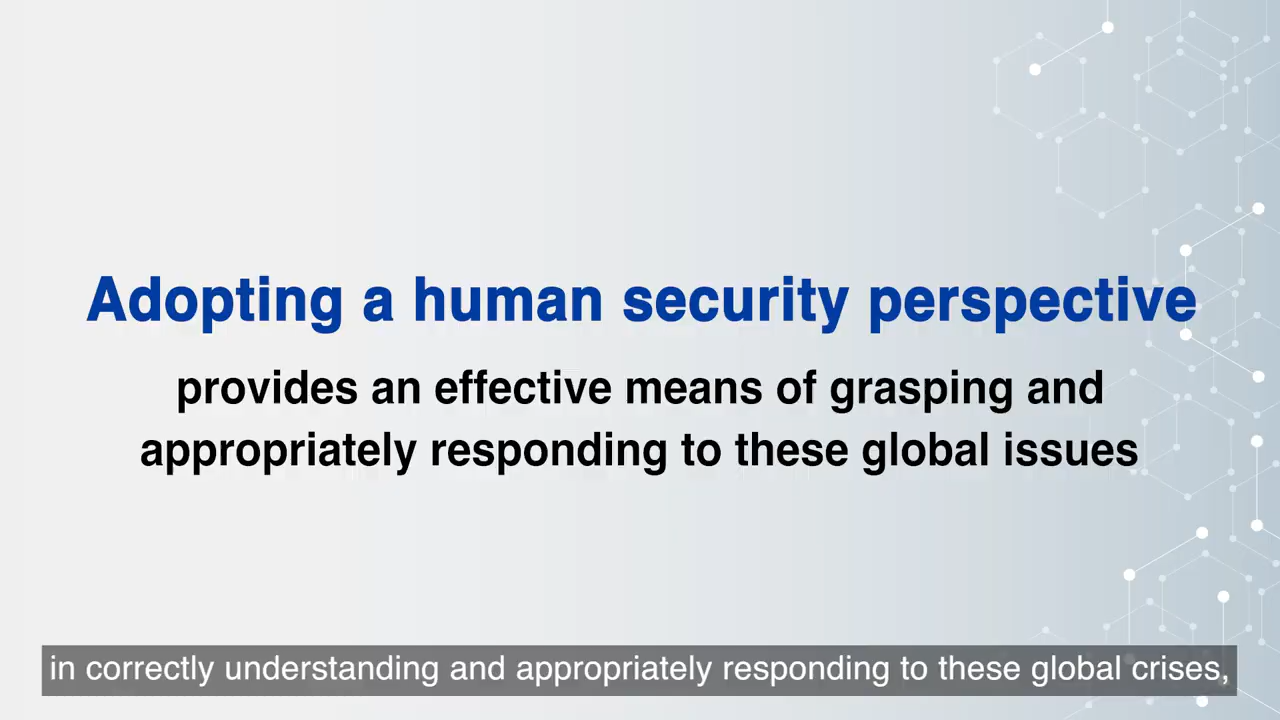 Adopting a human security perspective
provides an effective means of grasping and
appropriately responding to these global issues
in correctly understanding and appropriately responding to these global crises,